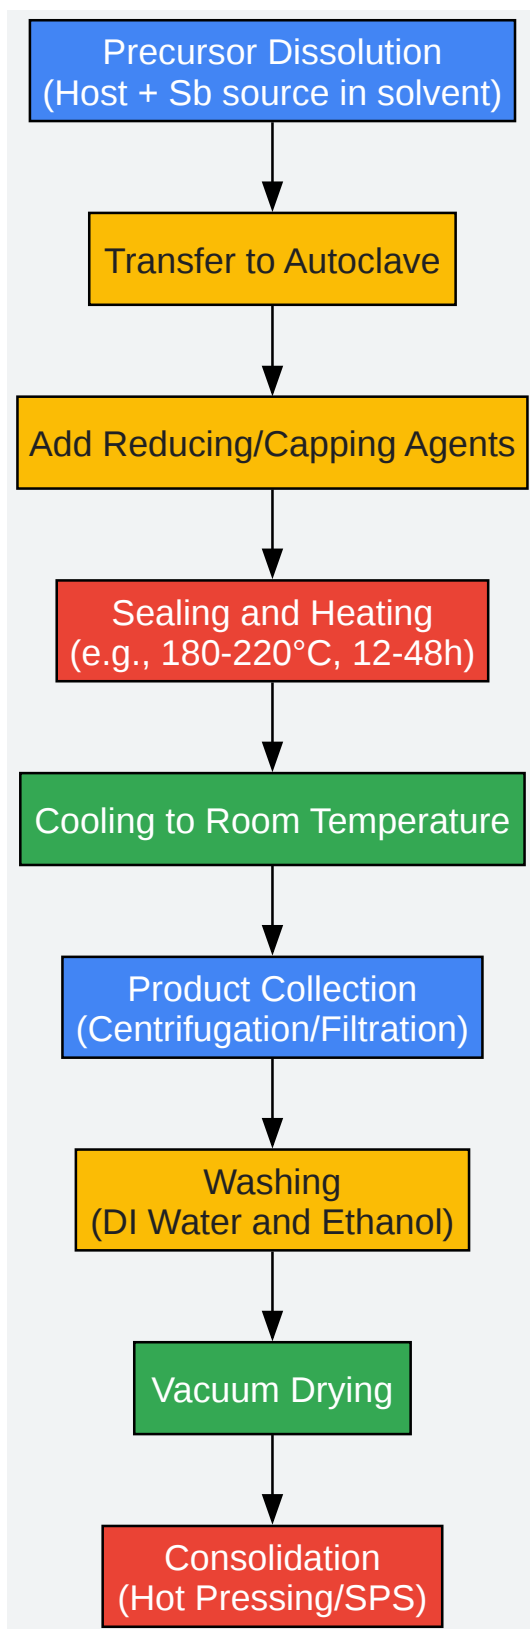 Precursor Dissolution
(Host + Sb source in solvent)
Transfer to Autoclave
Add Reducing/Capping Agents
Sealing and Heating
(e.g., 180-220°C, 12-48h)
Cooling to Room Temperature
Product Collection
(Centrifugation/Filtration)
Washing
(DI Water and Ethanol)
Vacuum Drying
Consolidation
(Hot Pressing/SPS)